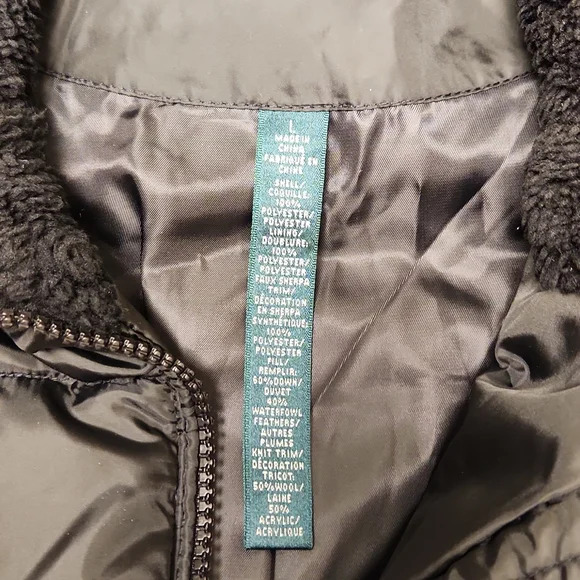 L
MADE IN
CHINA
FABRIQUÉ EN
CHINE
SHELL/
COQUILLE:
100%
POLYESTER/
POLYESTER
LINING/
DOUBLURE:
100%
POLYESTER/
POLYESTER
FAUX SHERPA
TRIM/
DÉCORATION
EN SHERPA
SYNTHÉTIQUE:
100%
POLYESTER/
POLYESTER
FILL/
REMPLIR:
60%DOWN/
DUVET
40%
WATERFOWL
FEATHERS/
AUTRES
PLUMES
KNIT TRIM/
DÉCORATION
TRICOT:
50%WOOL/
LAINE
50%
ACRYLIC/
ACRYLIQUE